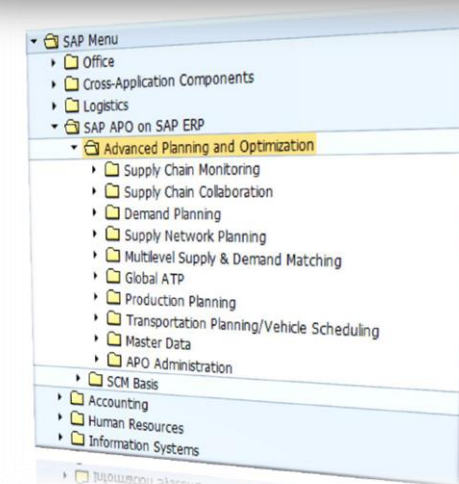 SAP Menu
Office
Cross-Application Components
Logistics
SAP APO on SAP ERP
Advanced Planning and Optimization
Supply Chain Monitoring
Supply Chain Collaboration
Demand Planning
Supply Network Planning
Multilevel Supply & Demand Matching
Global ATP
Production Planning
Transportation Planning/Vehicle Scheduling
Master Data
APO Administration
SCM Basis
Accounting
Human Resources
Information Systems